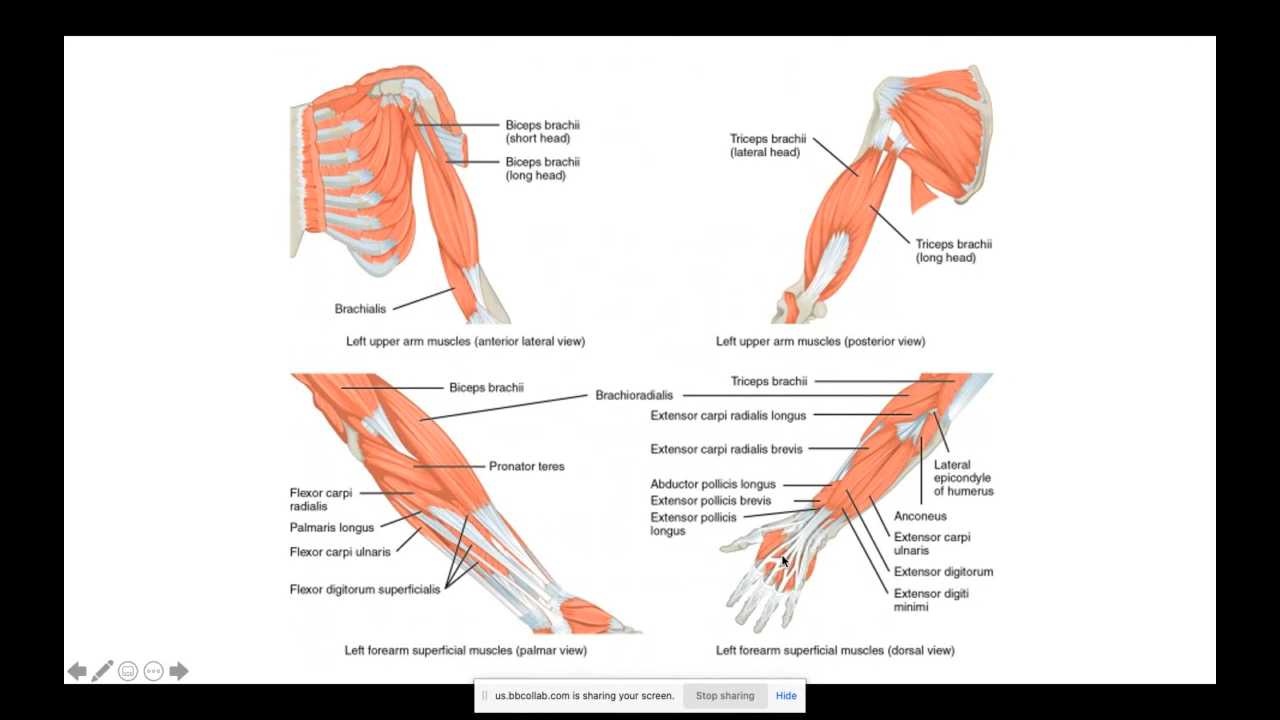 Biceps brachii
(short head)
Biceps brachii
(long head)
Brachialis
Left upper arm muscles (anterior lateral view)
Triceps brachii
(lateral head)
Triceps brachii
(long head)
Left upper arm muscles (posterior view)
Biceps brachii
Brachioradialis
Pronator teres
Flexor carpi
radialis
Palmaris longus
Flexor carpi ulnaris
Flexor digitorum superficialis
Left forearm superficial muscles (palmar view)
Triceps brachii
Extensor carpi radialis longus
Extensor carpi radialis brevis
Abductor pollicis longus
Extensor pollicis brevis
Extensor pollicis
longus
Lateral
epicondyle
of humerus
Anconeus
Extensor carpi
ulnaris
Extensor digitorum
Extensor digiti
minimi
Left forearm superficial muscles (dorsal view)
us.bbcollab.com is sharing your screen.
Stop sharing
Hide